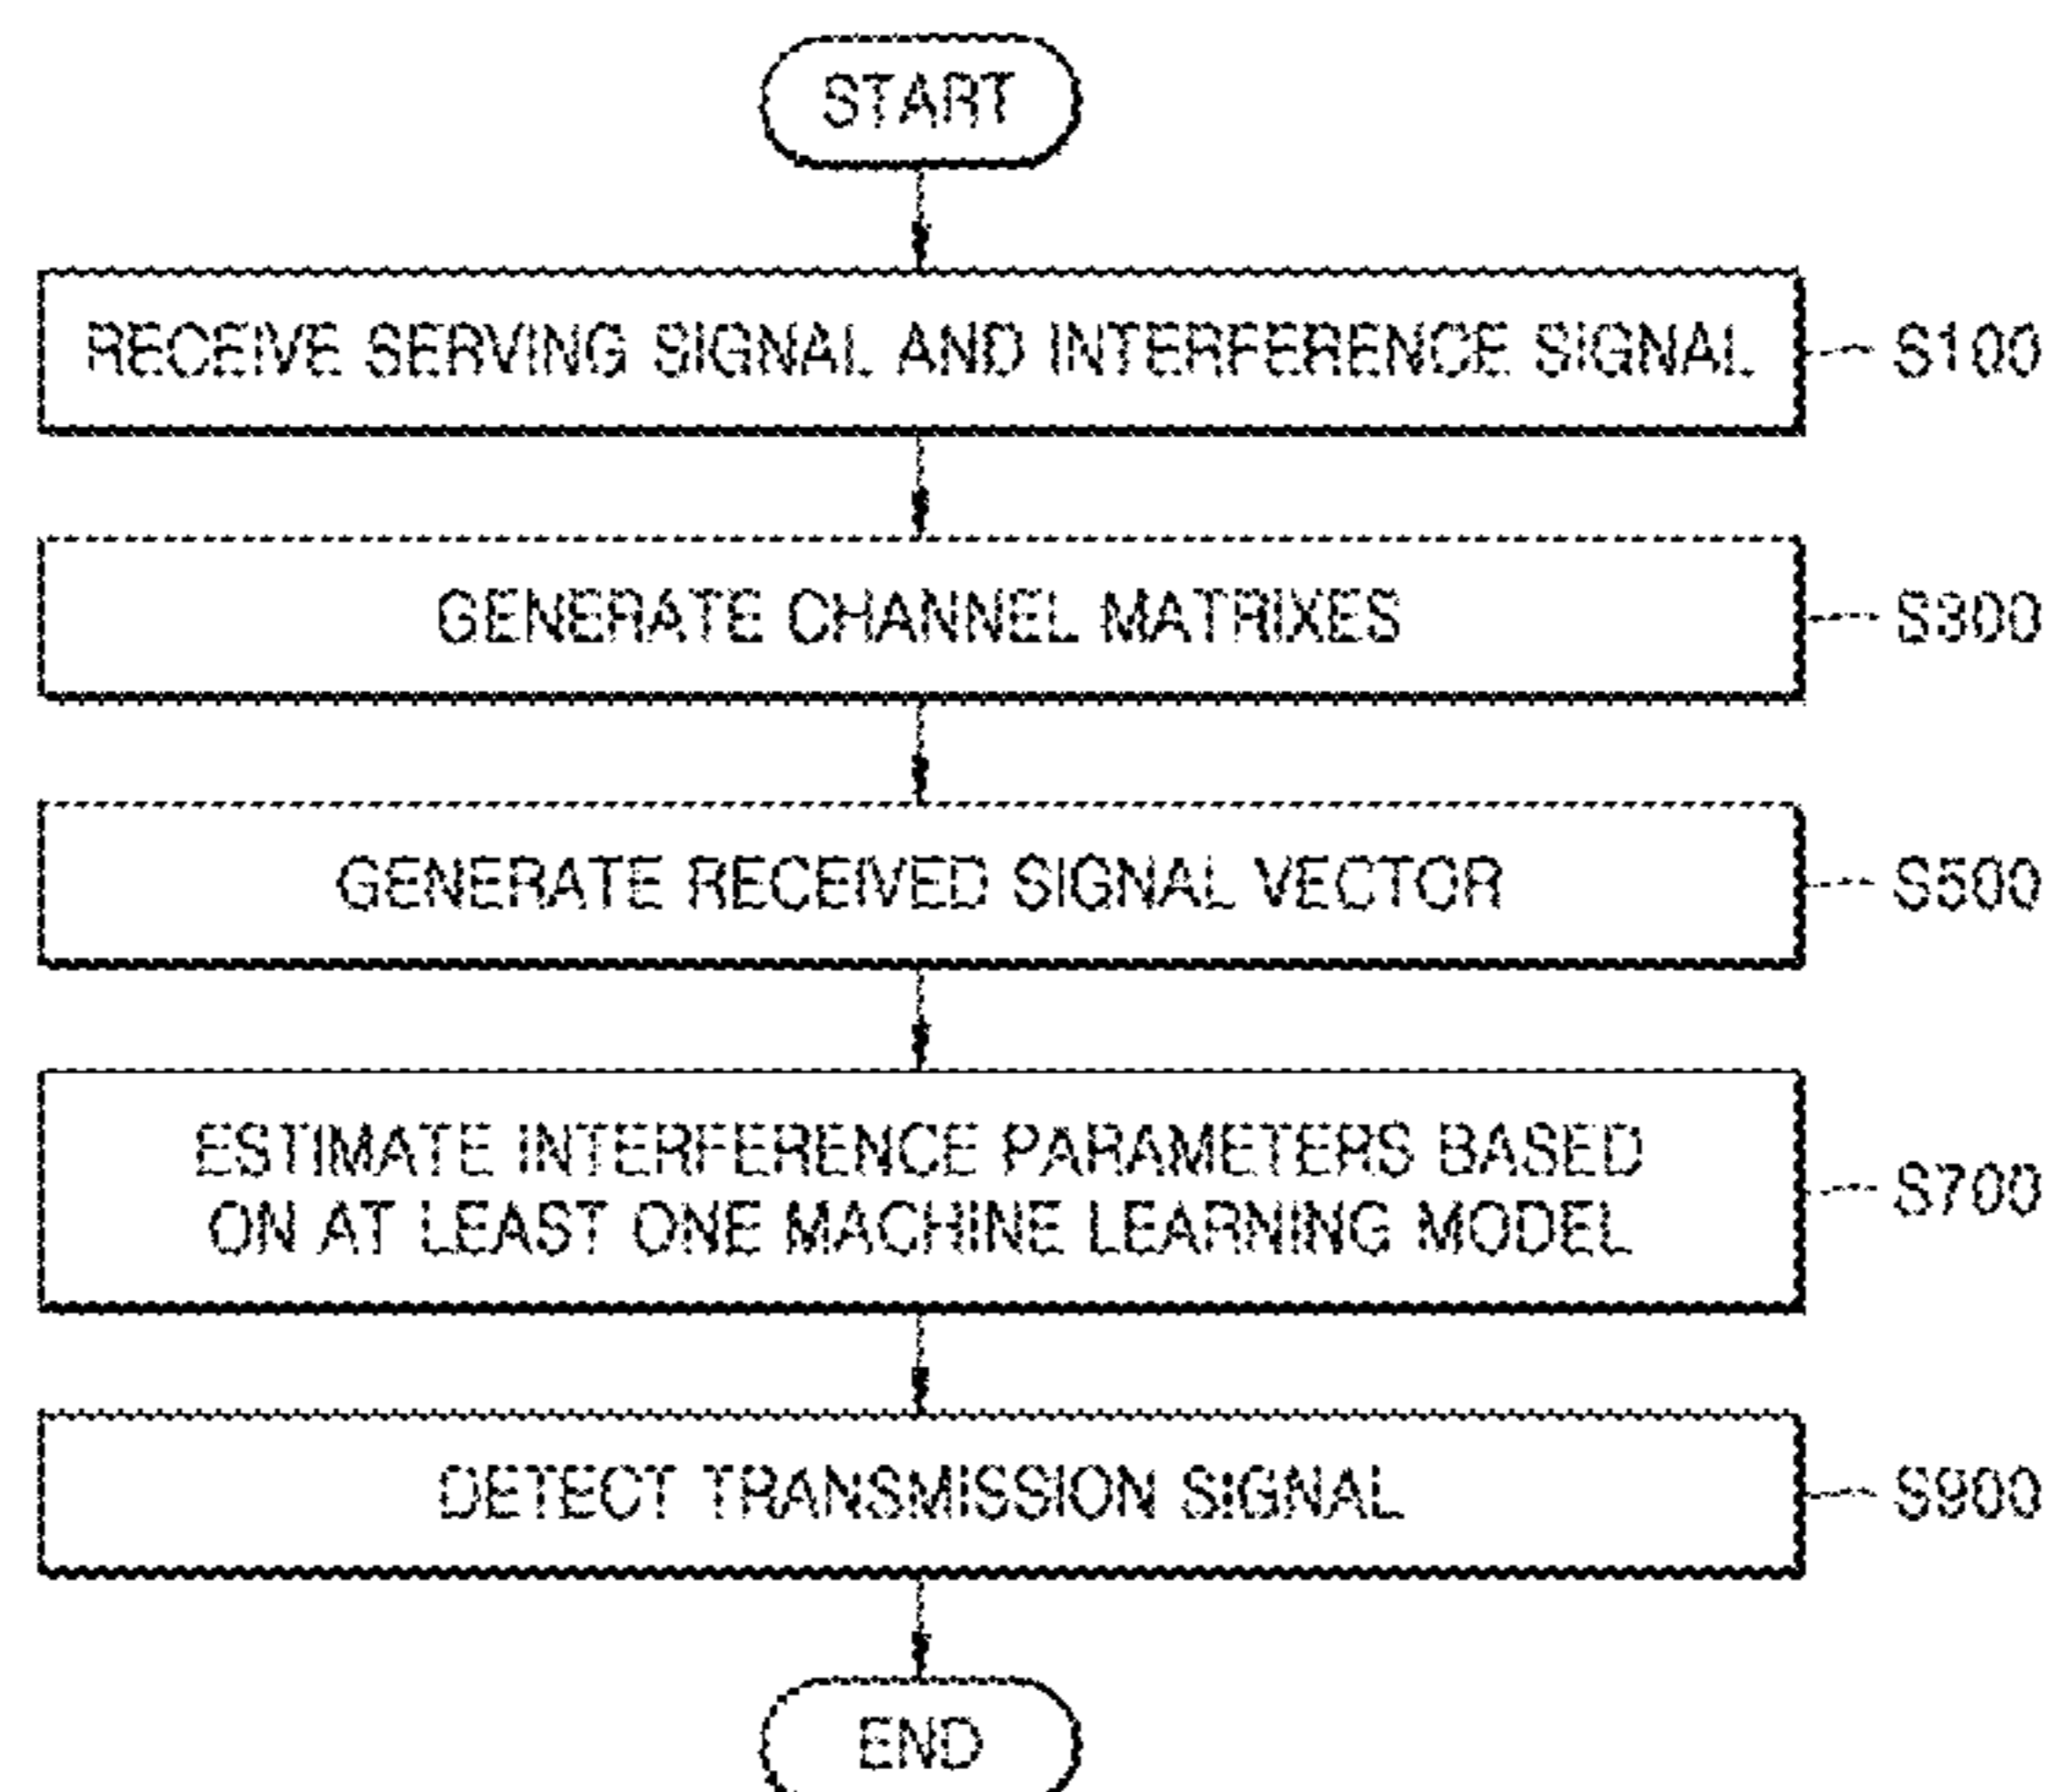 START
RECEIVE SERVING SIGNAL AND INTERFERENCE SIGNAL
S100
GENERATE CHANNEL MATRIXES
S300
GENERATE RECEIVED SIGNAL VECTOR
S500
ESTIMATE INTERFERENCE PARAMETERS BASED
ON AT LEAST ONE MACHINE LEARNING MODEL
S700
DETECT TRANSMISSION SIGNAL
S900
END